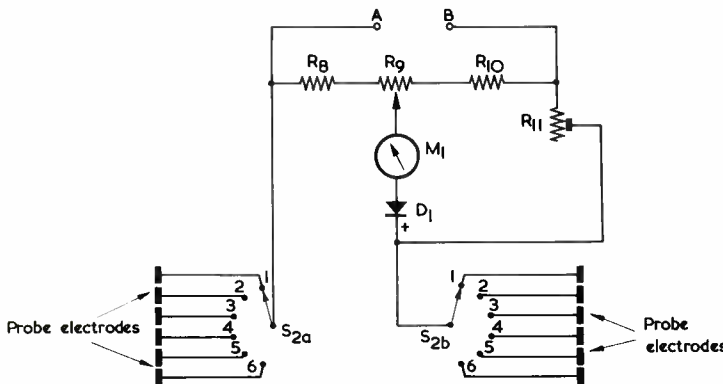 A
B
R8
R9
R10
R11
M1
D1
+
1
2
3
4
5
6
S2a
Probe electrodes
1
2
3
4
5
6
S2b
Probe
electrodes